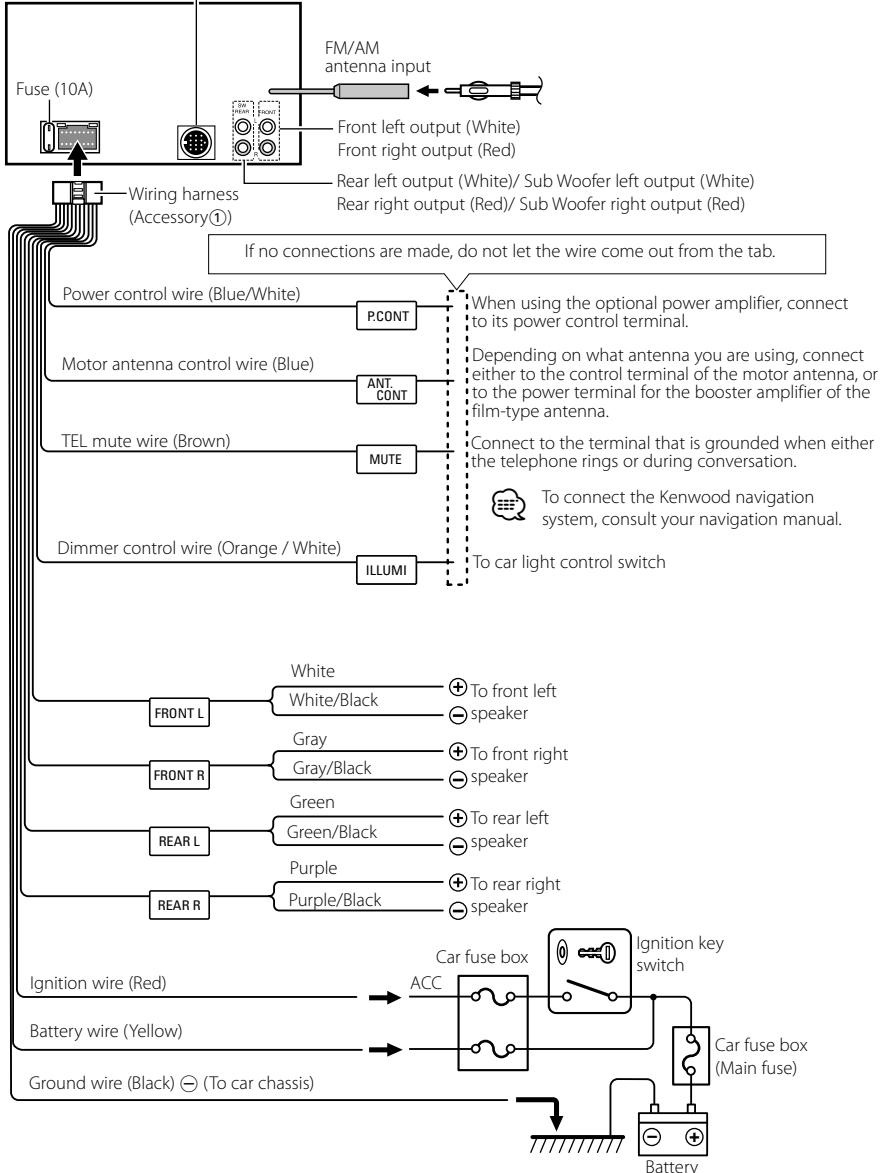 FM/AM
antenna input
Fuse (10A)
SW
REAR
FRONT
L
R
Front left output (White)
Front right output (Red)
Rear left output (White)/ Sub Woofer left output (White)
Rear right output (Red)/ Sub Woofer right output (Red)
Wiring harness
(Accessory①)
If no connections are made, do not let the wire come out from the tab.
Power control wire (Blue/White)
P.CONT
When using the optional power amplifier, connect
to its power control terminal.
Motor antenna control wire (Blue)
ANT.
CONT
Depending on what antenna you are using, connect
either to the control terminal of the motor antenna, or
to the power terminal for the booster amplifier of the
film-type antenna.
TEL mute wire (Brown)
MUTE
Connect to the terminal that is grounded when either
the telephone rings or during conversation.
To connect the Kenwood navigation
system, consult your navigation manual.
Dimmer control wire (Orange / White)
ILLUMI
To car light control switch
White
White/Black
FRONT L
⊕ To front left
⊖ speaker
Gray
Gray/Black
FRONT R
⊕ To front right
⊖ speaker
Green
Green/Black
REAR L
⊕ To rear left
⊖ speaker
Purple
Purple/Black
REAR R
⊕ To rear right
⊖ speaker
Ignition key
switch
Car fuse box
Ignition wire (Red)
ACC
Battery wire (Yellow)
Car fuse box
(Main fuse)
Ground wire (Black) ⊖ (To car chassis)
⊖ ⊕
Battery